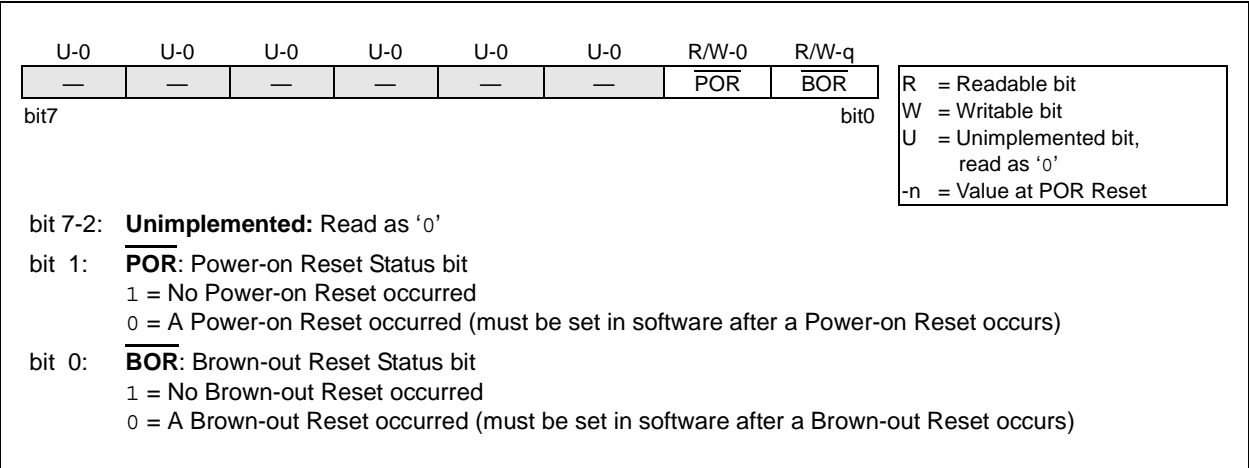 U-0 U-0 U-0 U-0 U-0 U-0 R/W-0 R/W-q
— — — — — — POR BOR
bit7 bit0
R = Readable bit
W = Writable bit
U = Unimplemented bit,
read as ‘0’
-n = Value at POR Reset
bit 7-2: Unimplemented: Read as ‘0’
bit 1: POR: Power-on Reset Status bit
1 = No Power-on Reset occurred
0 = A Power-on Reset occurred (must be set in software after a Power-on Reset occurs)
bit 0: BOR: Brown-out Reset Status bit
1 = No Brown-out Reset occurred
0 = A Brown-out Reset occurred (must be set in software after a Brown-out Reset occurs)